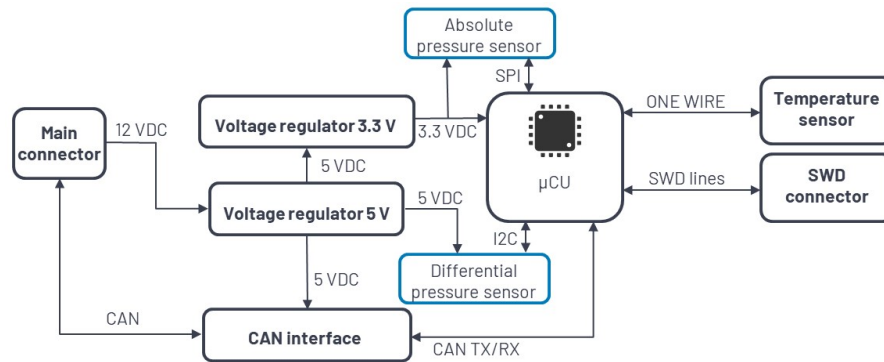 Absolute
pressure sensor
SPI
Main
connector
12 VDC
Voltage regulator 3.3 V
3.3 VDC
µCU
ONE WIRE
Temperature
sensor
5 VDC
Voltage regulator 5 V
5 VDC
SWD lines
SWD
connector
I2C
5 VDC
Differential
pressure sensor
CAN
CAN interface
CAN TX/RX